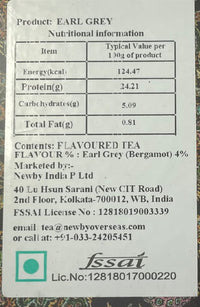 Product: EARL GREY
Nutritional information
Item Typical Value per 100g of product
Energy(kcal) 124.47
Protein(g) 24.21
Carbohydrates(g) 5.09
Total Fat(g) 0.81
Contents: FLAVOURED TEA
FLAVOUR % : Earl Grey (Bergamot) 4%
Marketed by:-
Newby India P Ltd
40 Lu Hsun Sarani (New CIT Road)
2nd Floor, Kolkata-700012, WB, India
FSSAI License No : 12818019003339
email: tea@newbyoverseas.com
or call at: +91-033-24205451
fssai
Lic.No:12818017000220